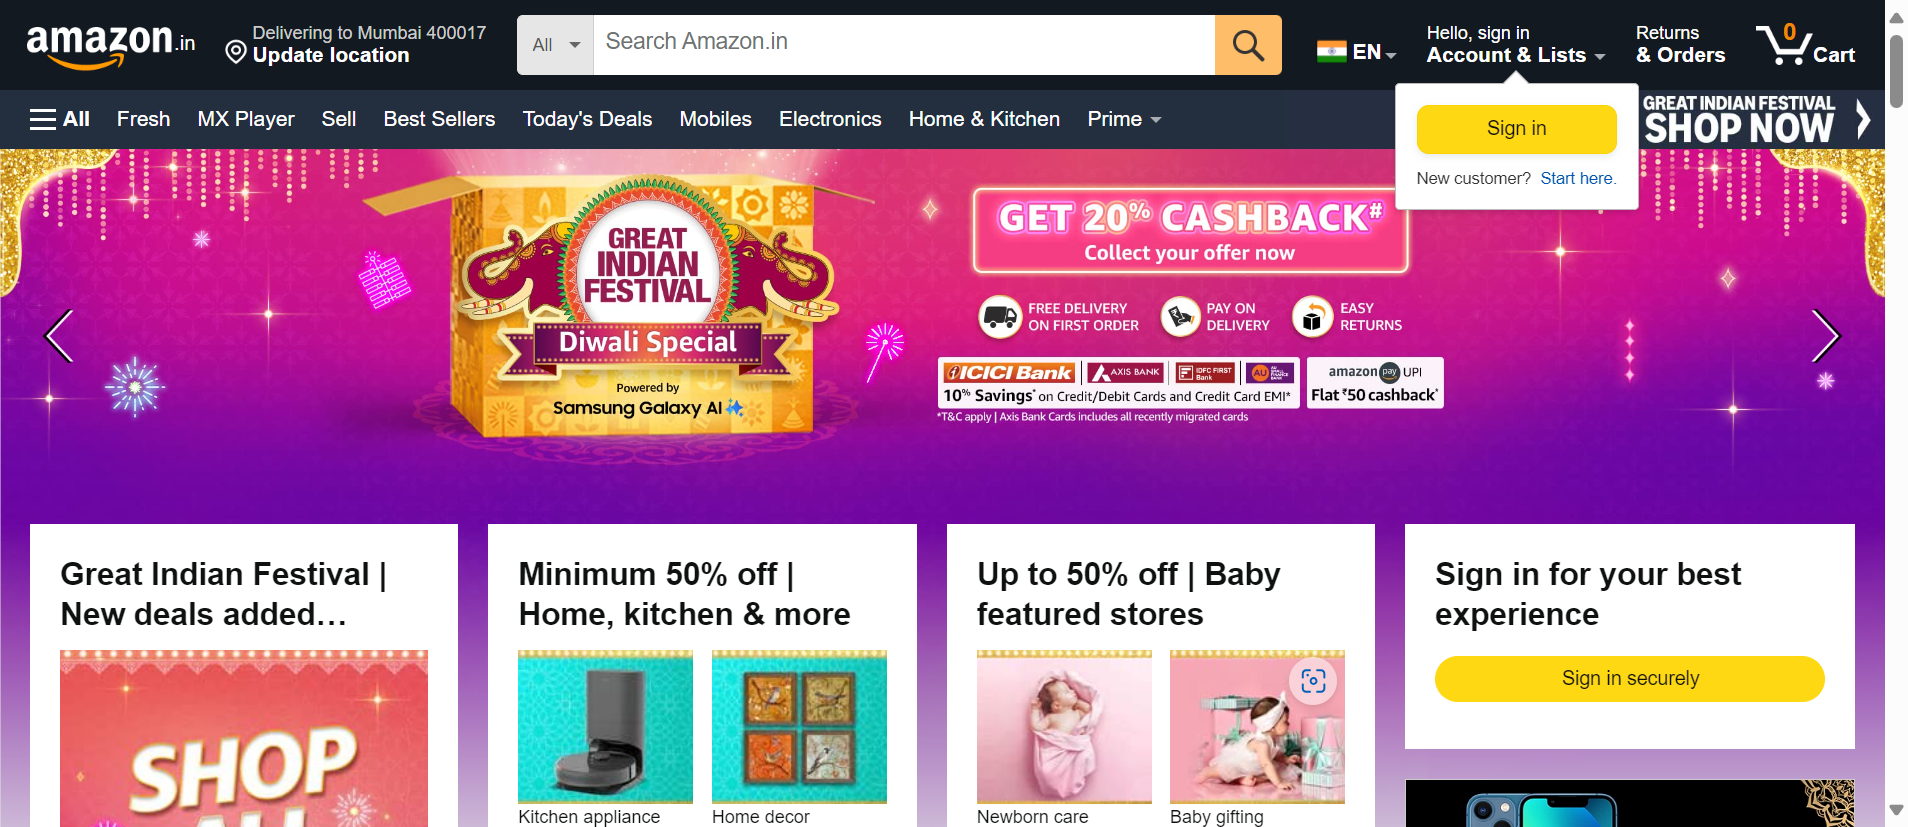 amazon.in
Delivering to Mumbai 400017
Update location
All
Search Amazon.in
EN
Hello, sign in
Account & Lists
Returns
& Orders
0
Cart
All
Fresh
MX Player
Sell
Best Sellers
Today's Deals
Mobiles
Electronics
Home & Kitchen
Prime
Sign in
New customer? Start here.
GREAT INDIAN FESTIVAL
SHOP NOW
GREAT
INDIAN
FESTIVAL
Diwali Special
Powered by
Samsung Galaxy AI
GET 20% CASHBACK#
Collect your offer now
FREE DELIVERY
ON FIRST ORDER
PAY ON
DELIVERY
EASY
RETURNS
ICICI Bank
AXIS BANK
IDFC FIRST
Bank
10% Savings* on Credit/Debit Cards and Credit Card EMI*
amazon pay UPI
Flat ₹50 cashback*
*T&C apply | Axis Bank Cards includes all recently migrated cards
Great Indian Festival |
New deals added…
SHOP
ALL
Minimum 50% off |
Home, kitchen & more
Kitchen appliance
Home decor
Up to 50% off | Baby
featured stores
Newborn care
Baby gifting
Sign in for your best
experience
Sign in securely